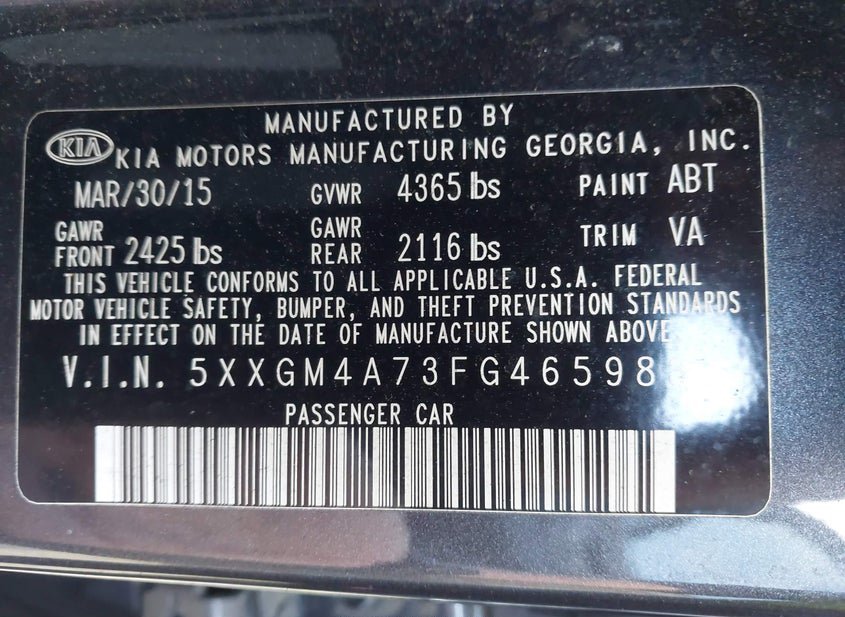 MANUFACTURED BY
KIA KIA MOTORS MANUFACTURING GEORGIA, INC.
MAR/30/15 GVWR 4365 lbs PAINT ABT
GAWR FRONT 2425 lbs GAWR REAR 2116 lbs TRIM VA
THIS VEHICLE CONFORMS TO ALL APPLICABLE U.S.A. FEDERAL
MOTOR VEHICLE SAFETY, BUMPER, AND THEFT PREVENTION STANDARDS
IN EFFECT ON THE DATE OF MANUFACTURE SHOWN ABOVE
V.I.N. 5XXGM4A73FG46598
PASSENGER CAR